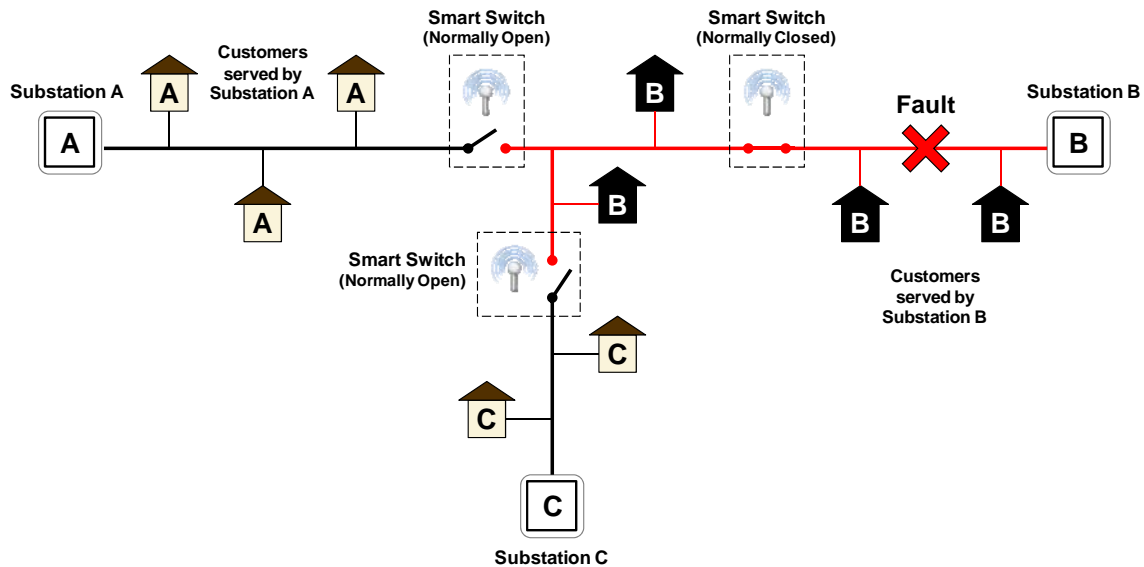 Smart Switch
(Normally Open)
Smart Switch
(Normally Closed)
Customers
served by
Substation A
Substation A
A
A
A
A
B
Fault
Substation B
B
B
B
B
Smart Switch
(Normally Open)
Customers
served by
Substation B
C
C
C
Substation C